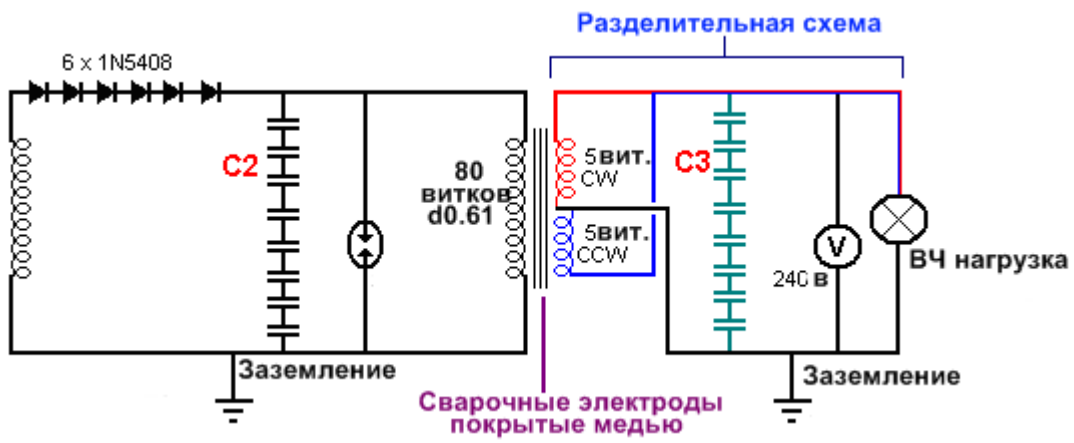 Разделительная схема
6 x 1N5408
C2
80
витков
d0.61
5вит.
CW
C3
5вит.
CCW
V
240 в
ВЧ нагрузка
Заземление
Заземление
Сварочные электроды
покрытые медью